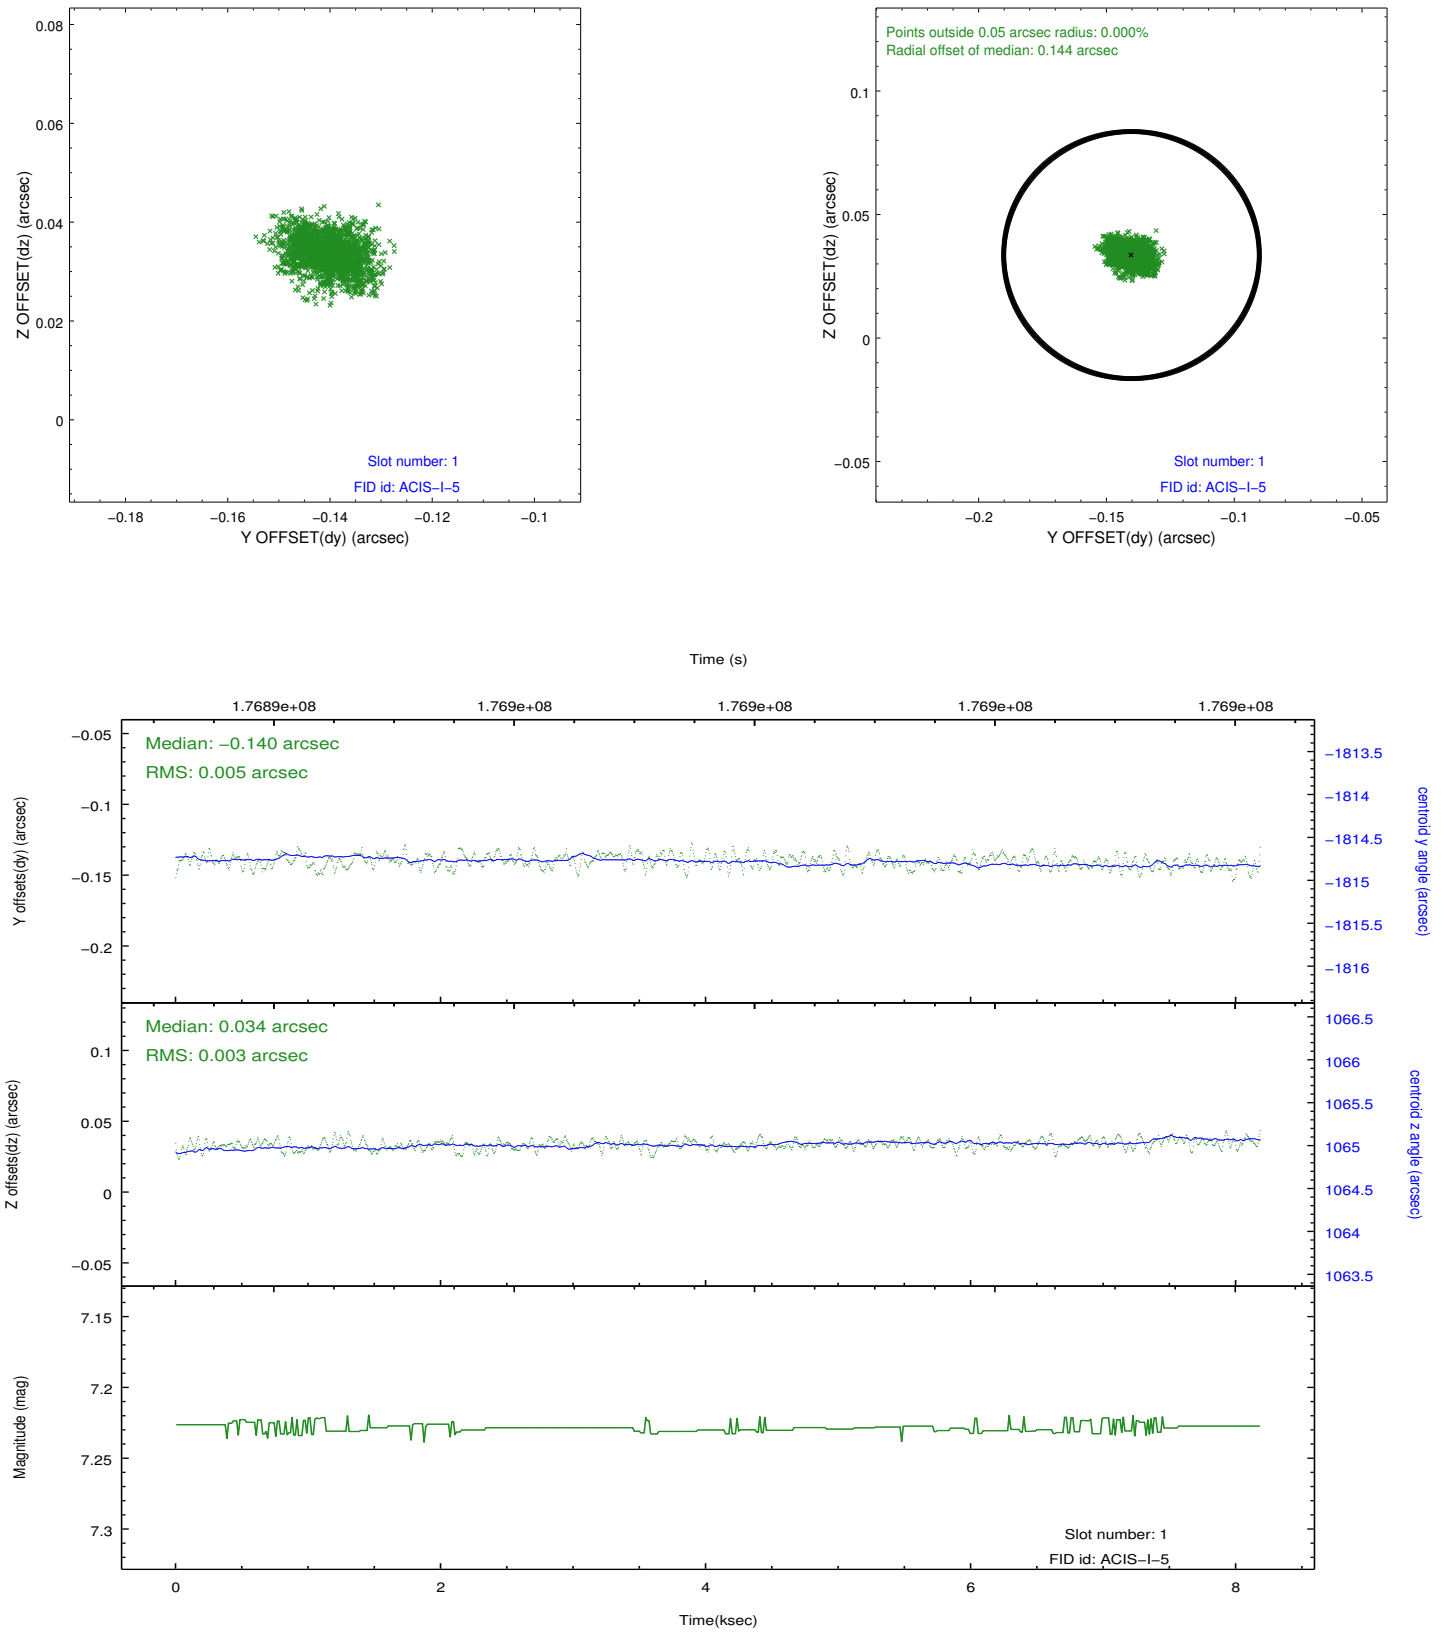 0.08
0.06
0.04
0.02
0
Z OFFSET(dz) (arcsec)
Slot number: 1
FID id: ACIS−I−5
−0.18 −0.16 −0.14 −0.12 −0.1
Y OFFSET(dy) (arcsec)
Points outside 0.05 arcsec radius: 0.000%
Radial offset of median: 0.144 arcsec
0.1
0.05
0
−0.05
Z OFFSET(dz) (arcsec)
Slot number: 1
FID id: ACIS−I−5
−0.2 −0.15 −0.1 −0.05
Y OFFSET(dy) (arcsec)
Time (s)
1.7689e+08 1.769e+08 1.769e+08 1.769e+08 1.769e+08
Median: −0.140 arcsec
RMS: 0.005 arcsec
−0.05
−0.1
−0.15
−0.2
Y offsets(dy) (arcsec)
−1813.5
−1814
−1814.5
−1815
−1815.5
−1816
centroid y angle (arcsec)
Median: 0.034 arcsec
RMS: 0.003 arcsec
0.1
0.05
0
−0.05
Z offsets(dz) (arcsec)
1066.5
1066
1065.5
1065
1064.5
1064
1063.5
centroid z angle (arcsec)
7.15
7.2
7.25
7.3
Magnitude (mag)
Slot number: 1
FID id: ACIS−I−5
0 2 4 6 8
Time(ksec)